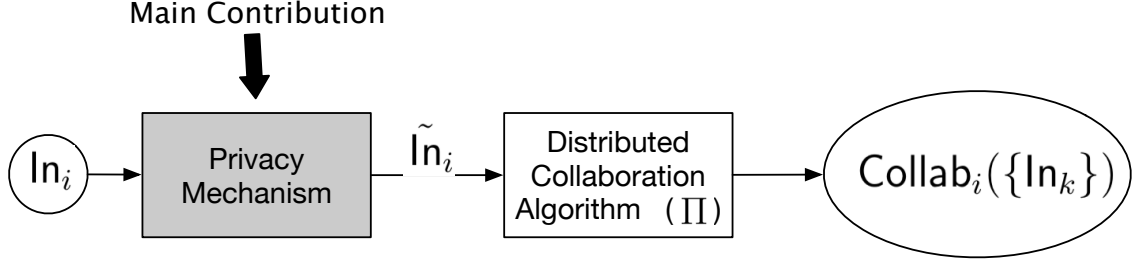 Main Contribution
In_i
Privacy
Mechanism
Ĩn_i
Distributed
Collaboration
Algorithm (∏)
Collab_i({In_k})